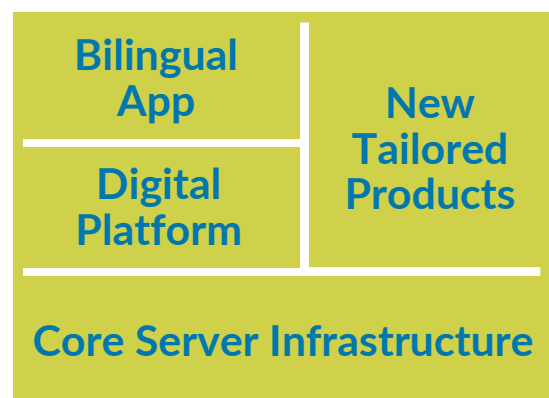 Bilingual
App
Digital
Platform
New
Tailored
Products
Core Server Infrastructure